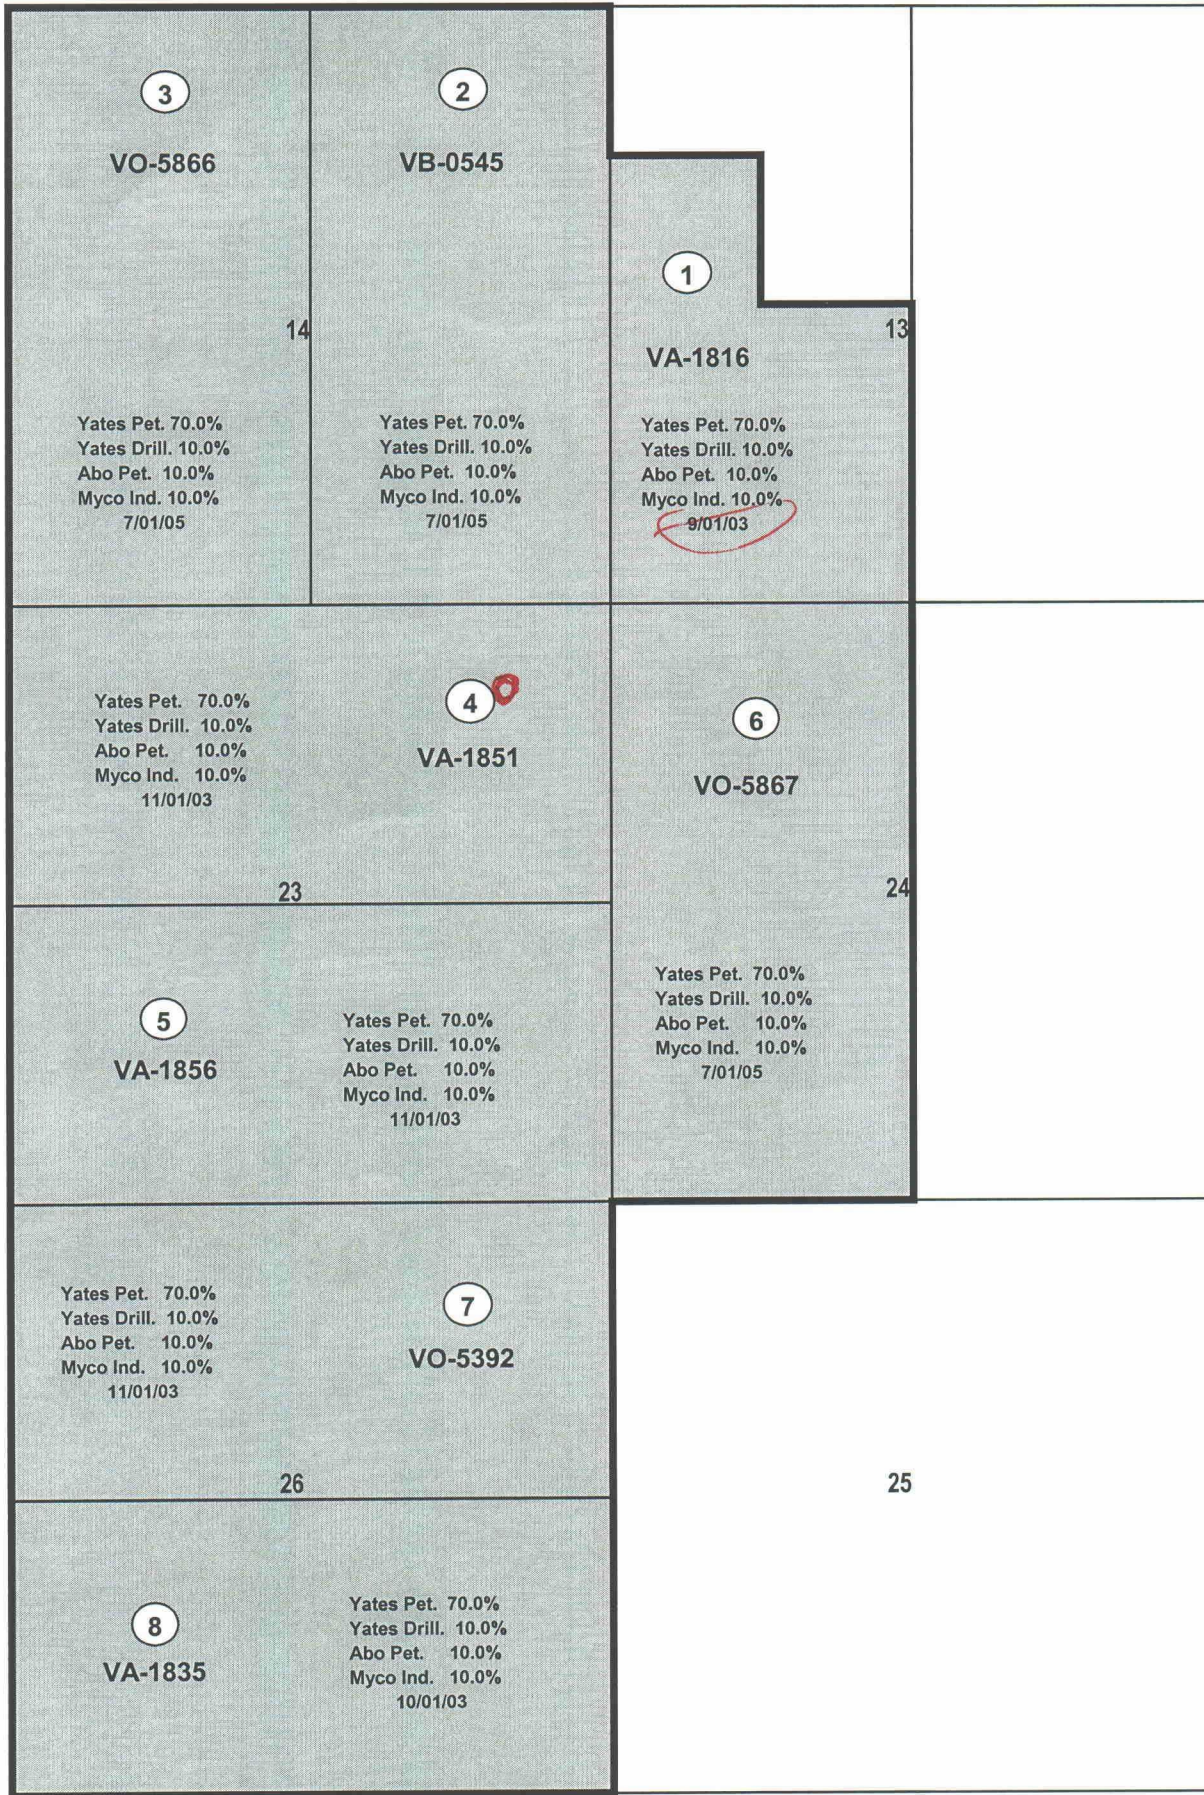 3
VO-5866
14
Yates Pet. 70.0%
Yates Drill. 10.0%
Abo Pet. 10.0%
Myco Ind. 10.0%
7/01/05
2
VB-0545
Yates Pet. 70.0%
Yates Drill. 10.0%
Abo Pet. 10.0%
Myco Ind. 10.0%
7/01/05
1
13
VA-1816
Yates Pet. 70.0%
Yates Drill. 10.0%
Abo Pet. 10.0%
Myco Ind. 10.0%
9/01/03
Yates Pet. 70.0%
Yates Drill. 10.0%
Abo Pet. 10.0%
Myco Ind. 10.0%
11/01/03
4
VA-1851
23
6
VO-5867
24
Yates Pet. 70.0%
Yates Drill. 10.0%
Abo Pet. 10.0%
Myco Ind. 10.0%
7/01/05
5
VA-1856
Yates Pet. 70.0%
Yates Drill. 10.0%
Abo Pet. 10.0%
Myco Ind. 10.0%
11/01/03
Yates Pet. 70.0%
Yates Drill. 10.0%
Abo Pet. 10.0%
Myco Ind. 10.0%
11/01/03
7
VO-5392
26
25
8
VA-1835
Yates Pet. 70.0%
Yates Drill. 10.0%
Abo Pet. 10.0%
Myco Ind. 10.0%
10/01/03